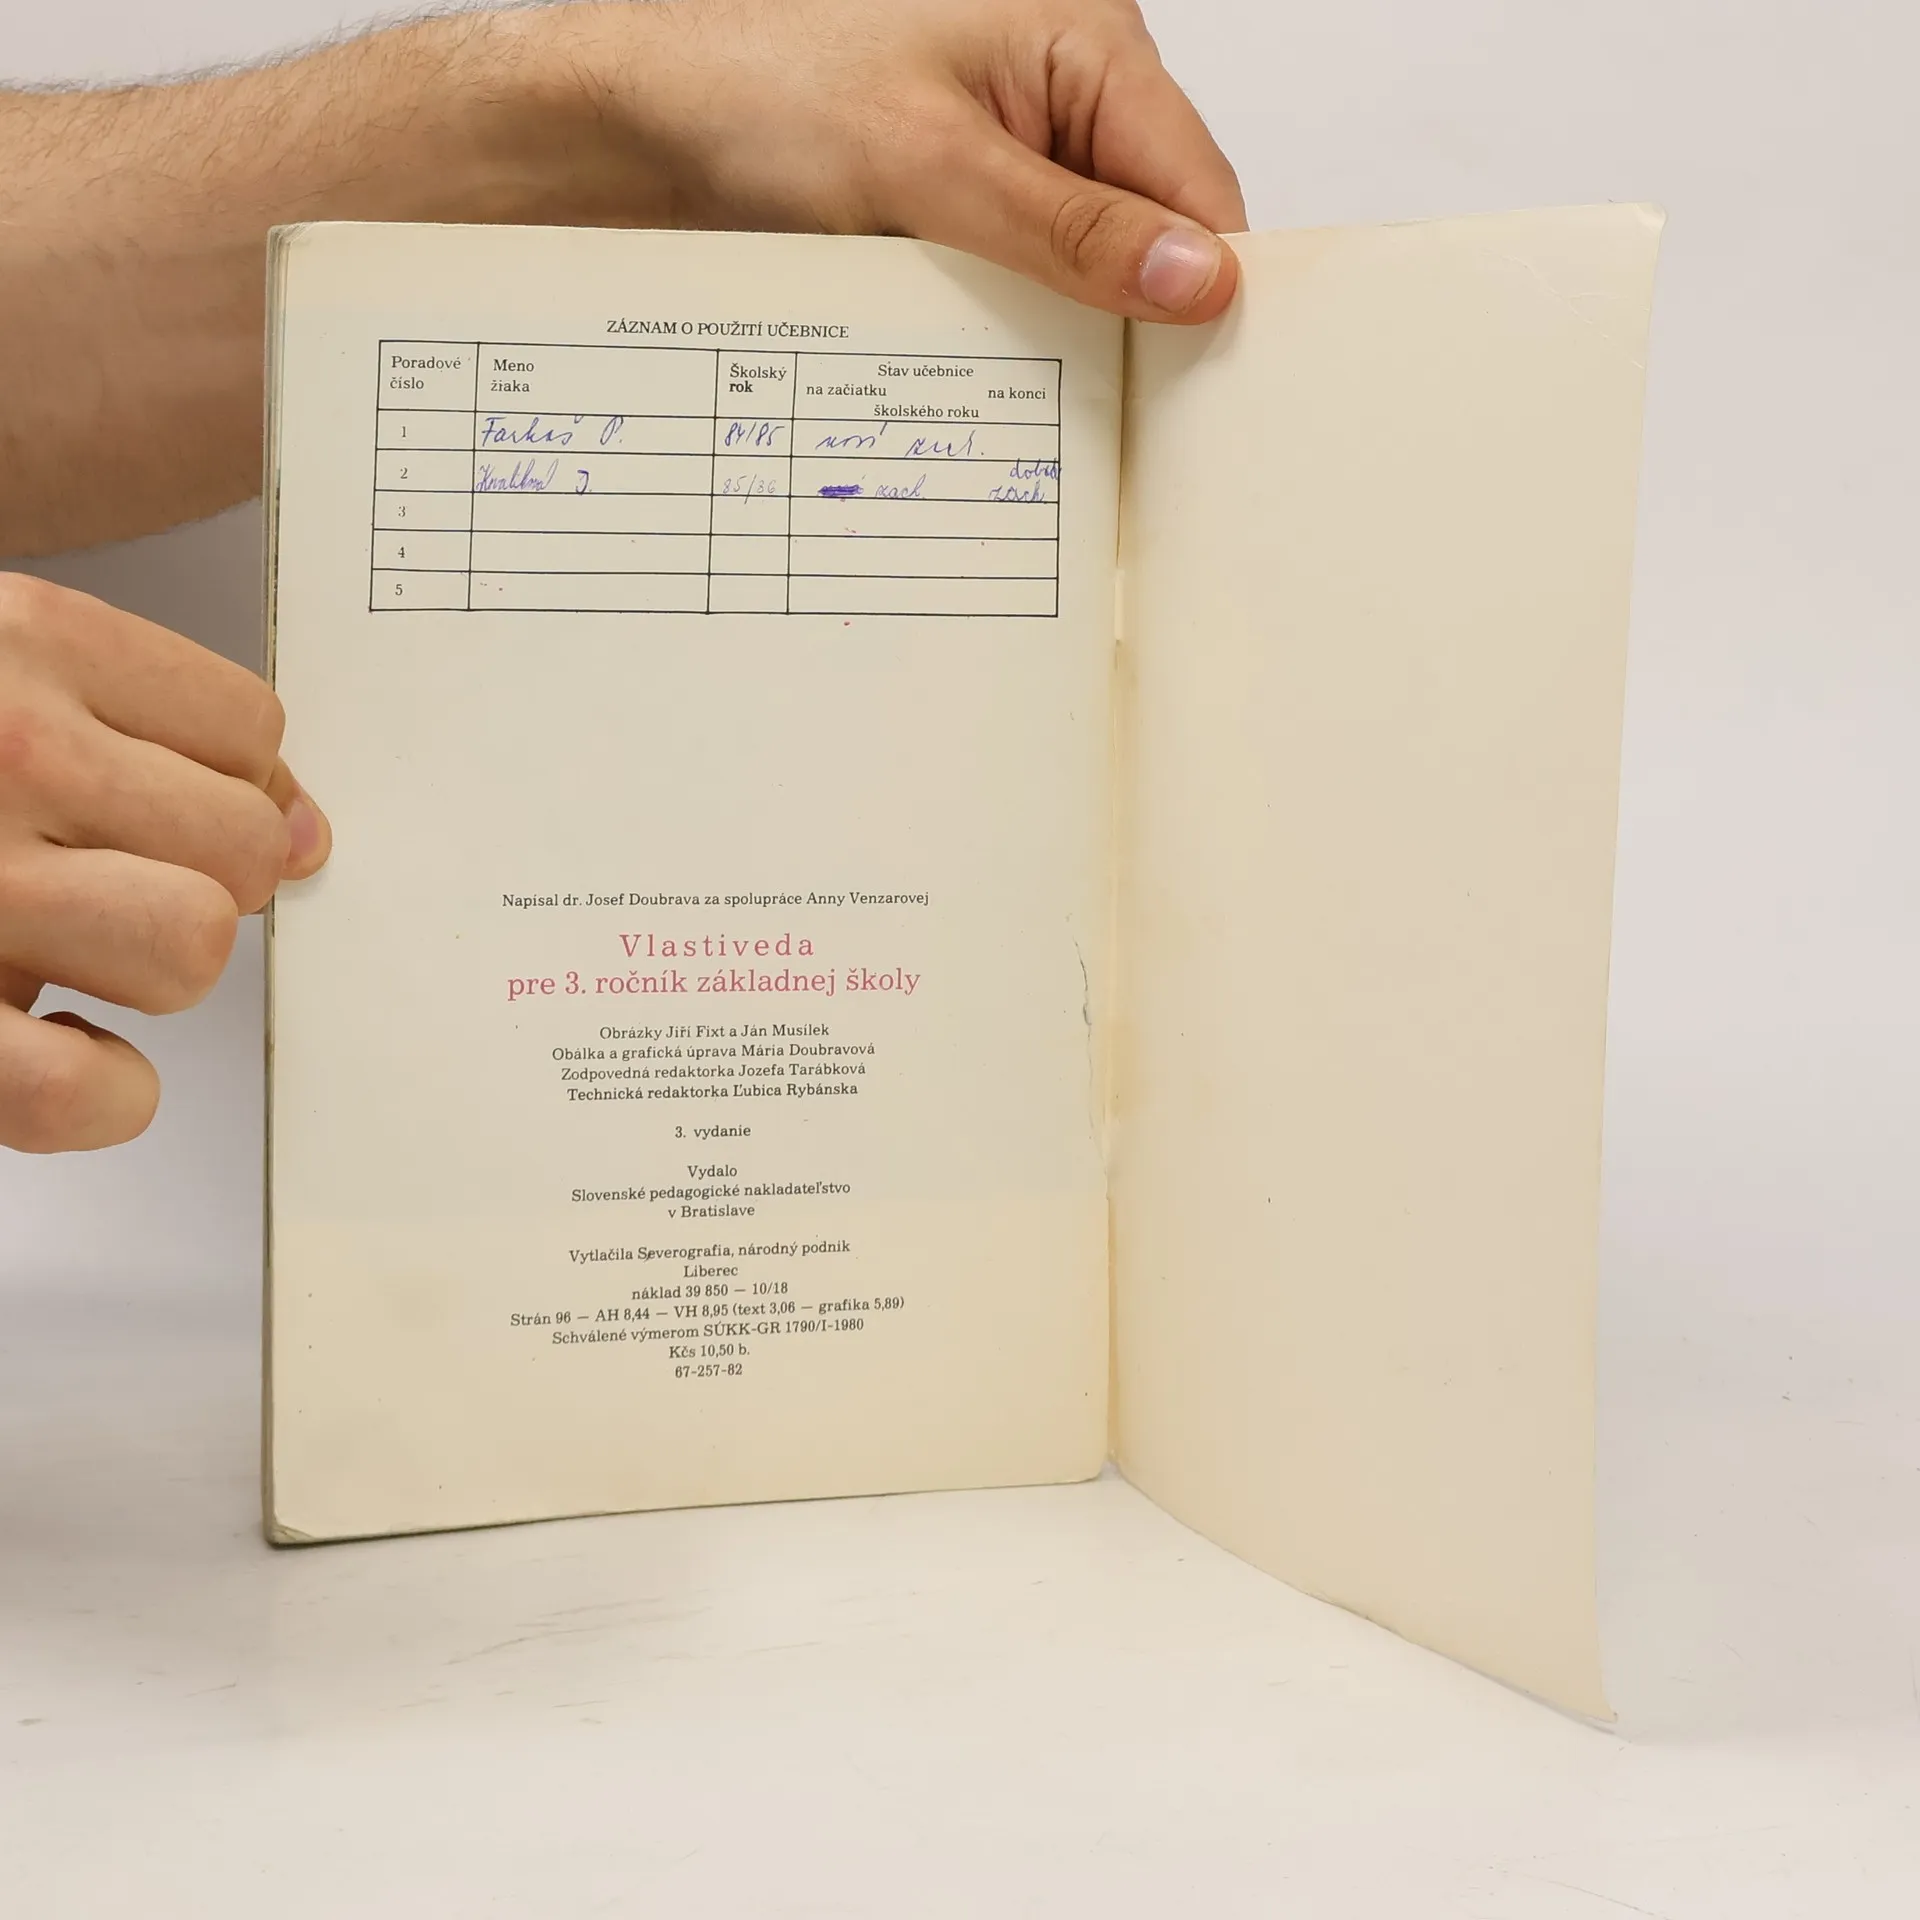 ZÁZNAM O POUŽITÍ UČEBNICE
Poradové číslo Meno žiaka Školský rok Stav učebnice na začiatku na konci školského roku
1 Farkaš P. 84/85
2 J. 85/86 zach. dobre zach.
3
4
5
Napísal dr. Josef Doubrava za spolupráce Anny Venzarovej
Vlastiveda
pre 3. ročník základnej školy
Obrázky Jiří Fixt a Ján Musílek
Obálka a grafická úprava Mária Doubravová
Zodpovedná redaktorka Jozefa Tarábková
Technická redaktorka Ľubica Rybánska
3. vydanie
Vydalo
Slovenské pedagogické nakladateľstvo
v Bratislave
Vytlačila Severografia, národný podnik
Liberec
náklad 39 850 — 10/18
Strán 96 — AH 8,44 — VH 8,95 (text 3,06 — grafika 5,89)
Schválené výmerom SÚKK-GR 1790/I-1980
Kčs 10,50 b.
67-257-82